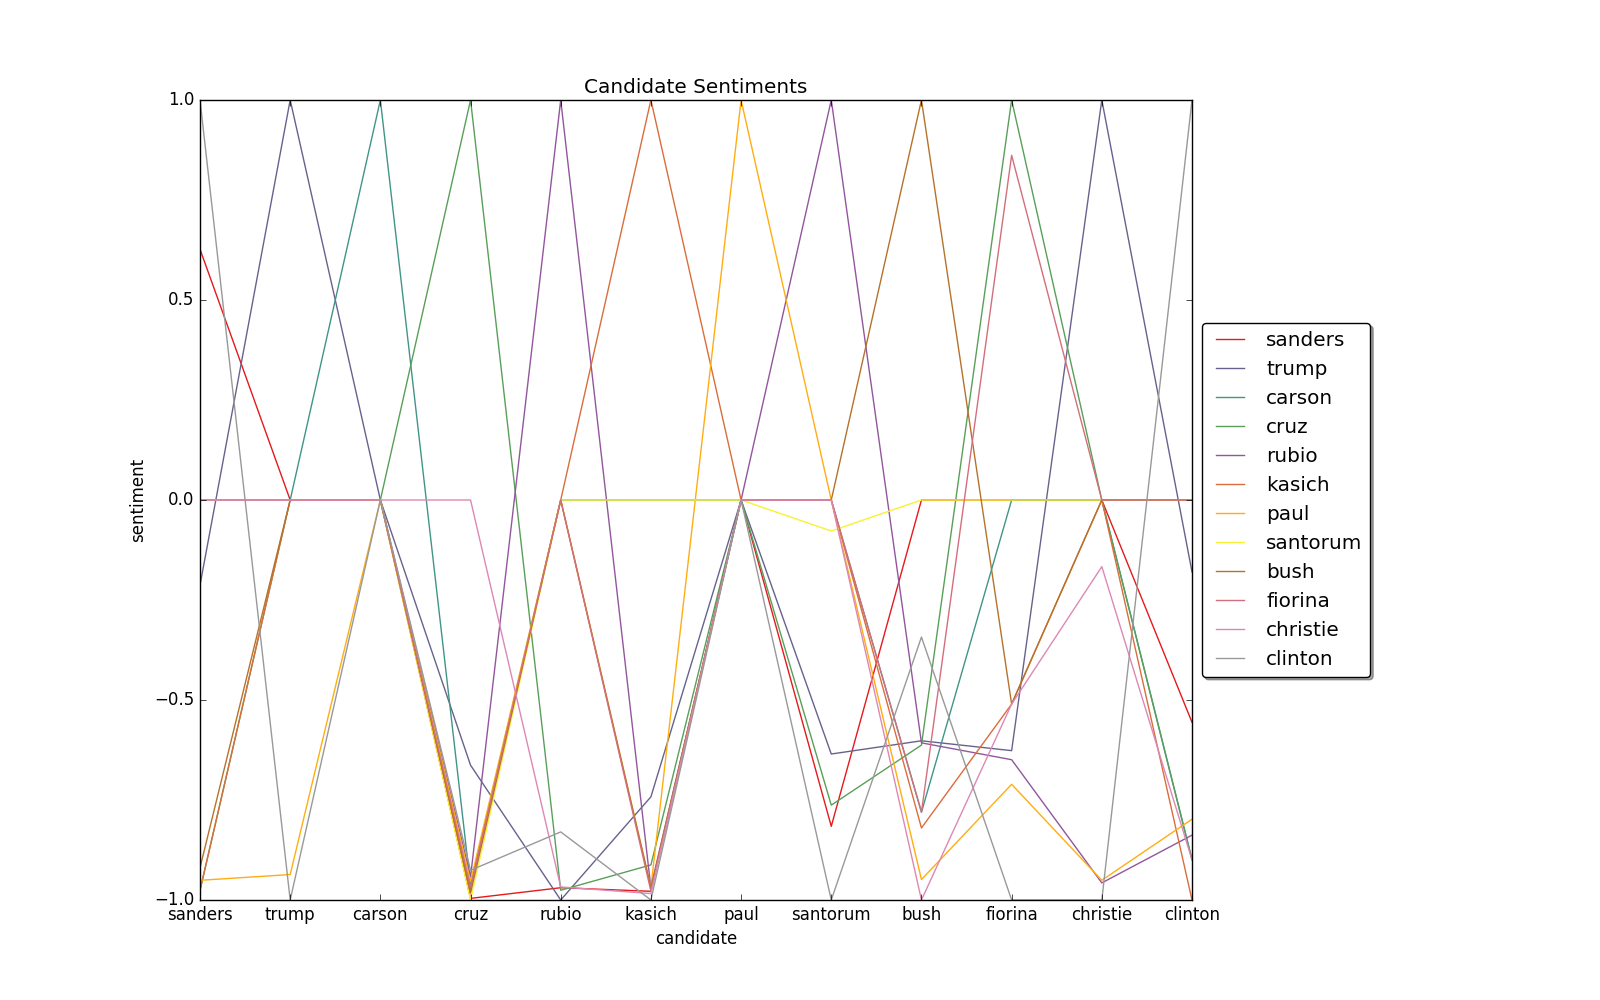 Candidate Sentiments
1.0
0.5
0.0
−0.5
−1.0
sentiment
sanders trump carson cruz rubio kasich paul santorum bush fiorina christie clinton
candidate
sanders
trump
carson
cruz
rubio
kasich
paul
santorum
bush
fiorina
christie
clinton